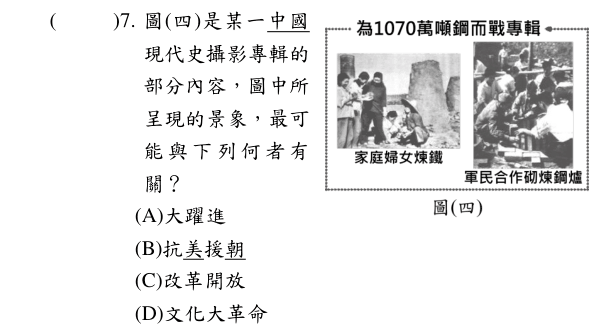 (　　)7. 圖(四)是某一中國
現代史攝影專輯的
部分內容，圖中所
呈現的景象，最可
能與下列何者有
關？
(A)大躍進
(B)抗美援朝
(C)改革開放
(D)文化大革命
為1070萬噸鋼而戰專輯
家庭婦女煉鐵
軍民合作砌煉鋼爐
圖(四)